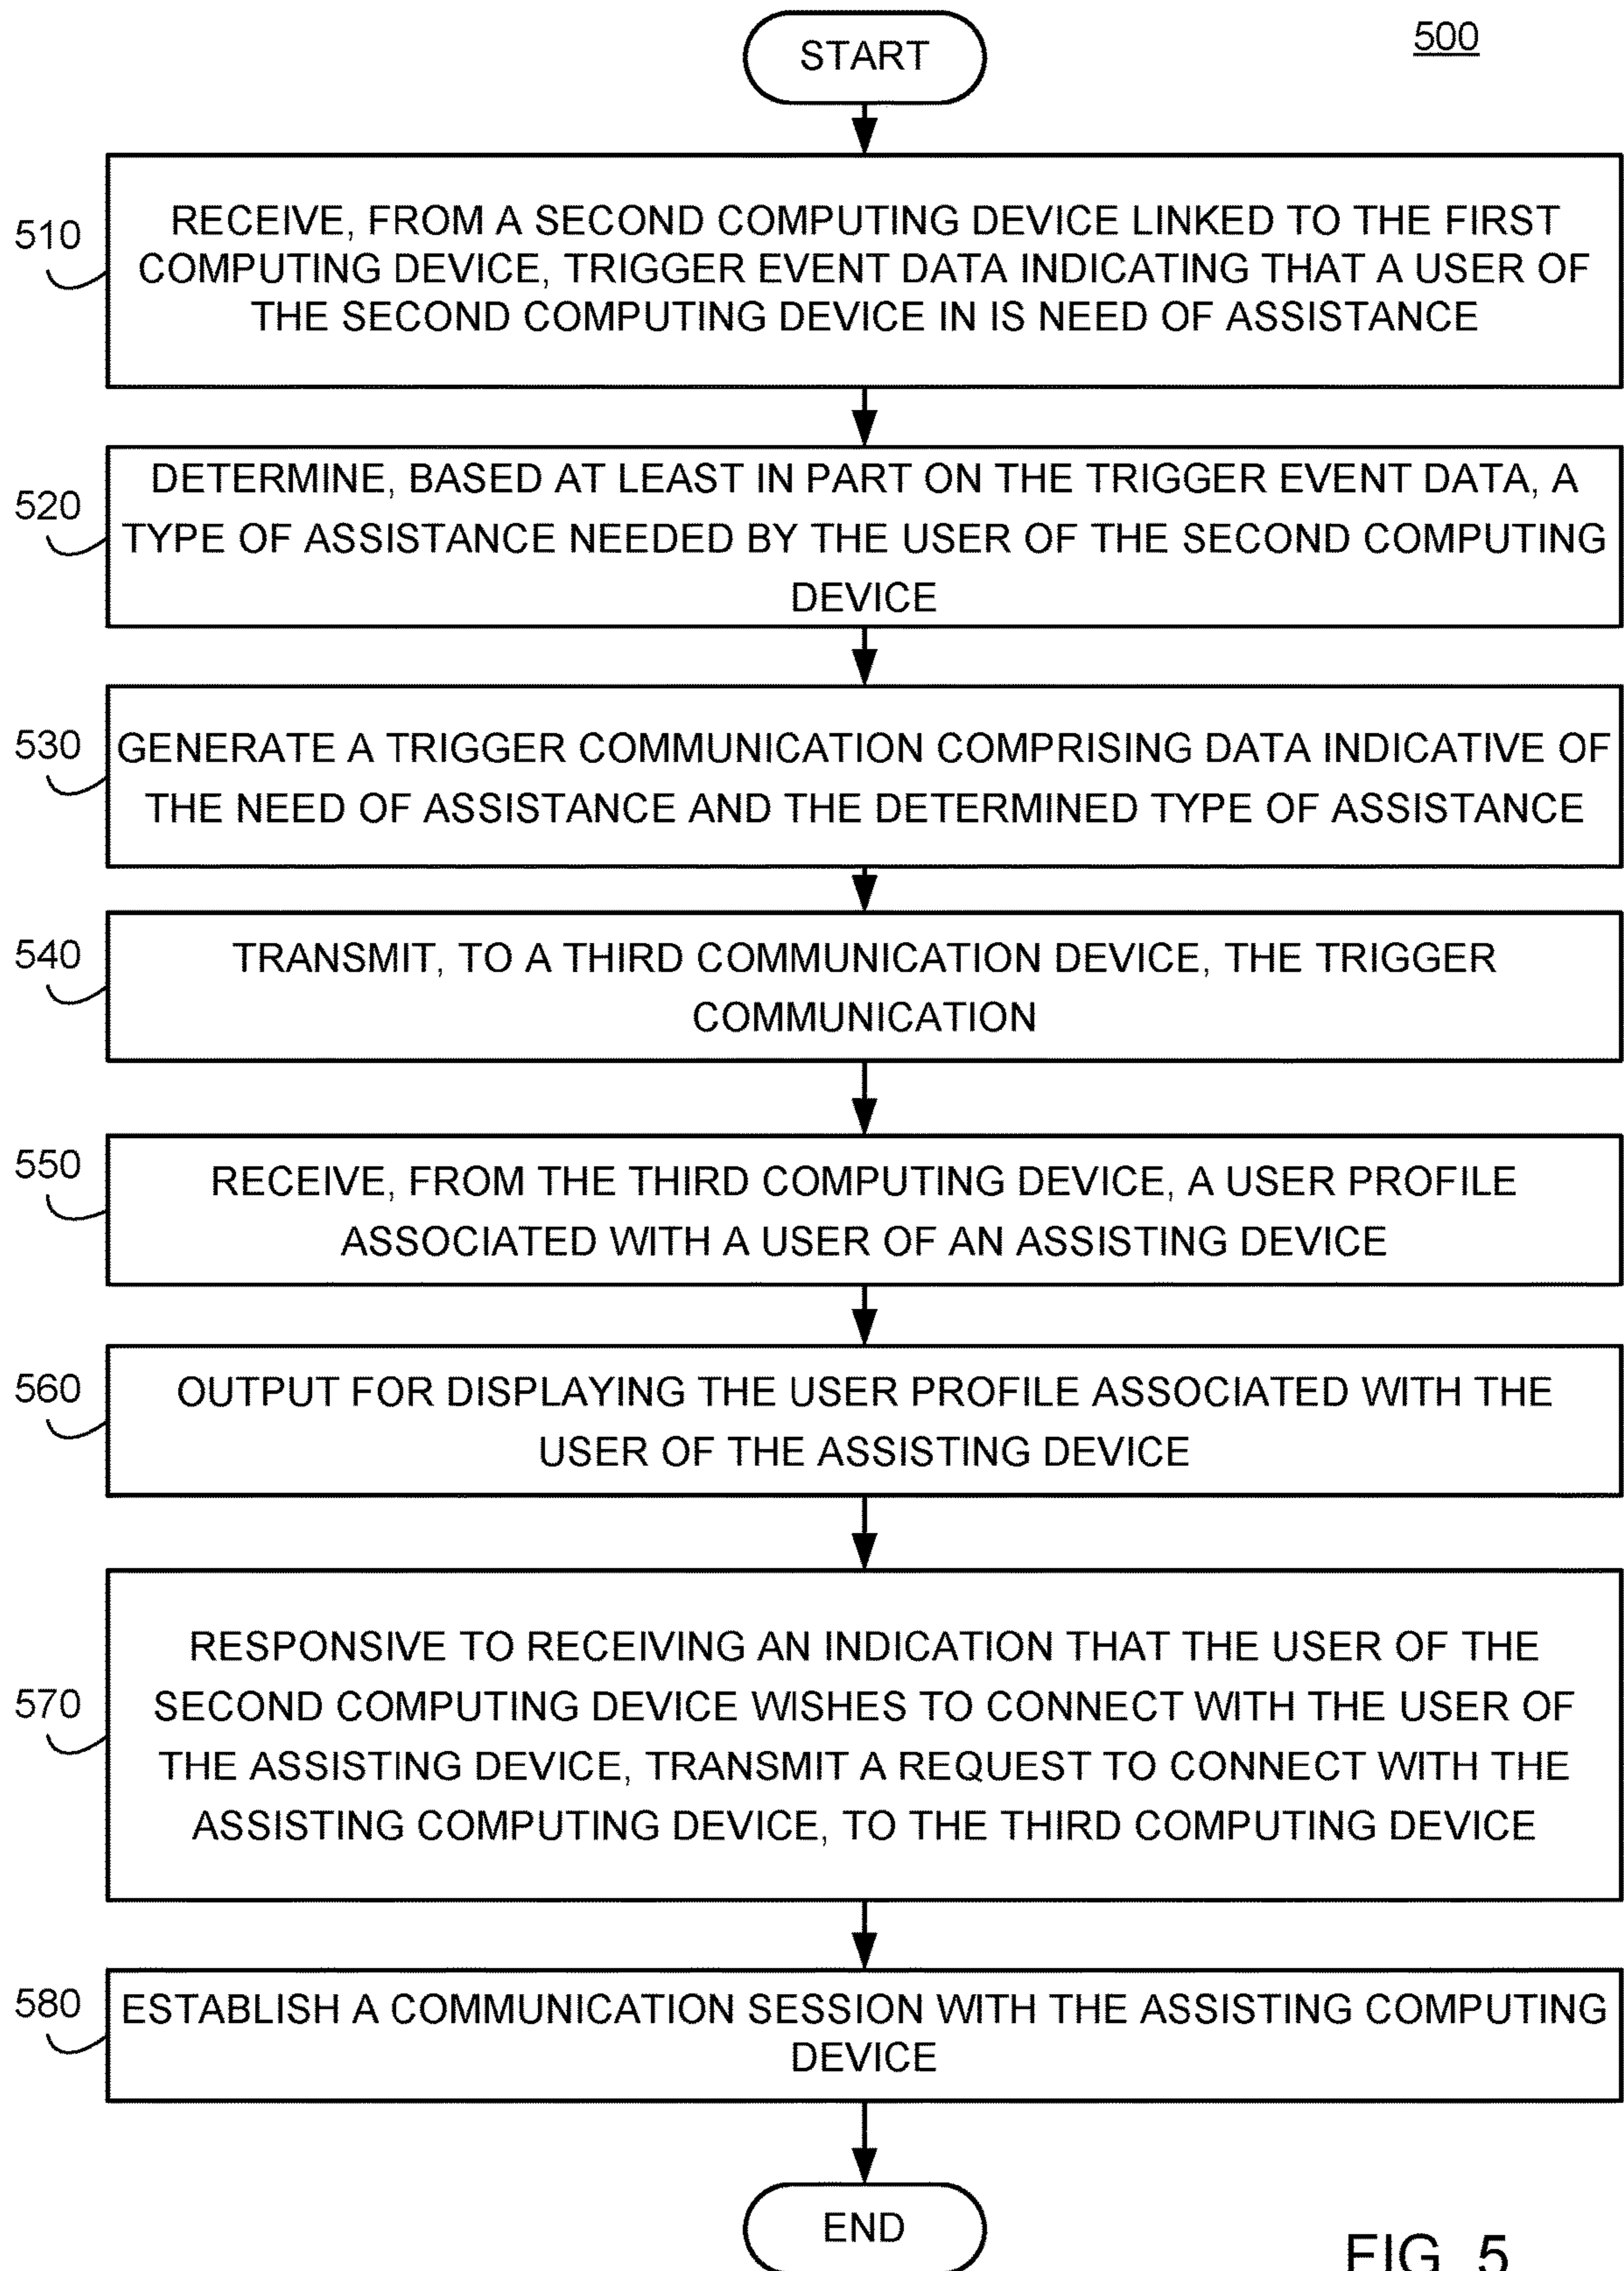 START
500
510
RECEIVE, FROM A SECOND COMPUTING DEVICE LINKED TO THE FIRST
COMPUTING DEVICE, TRIGGER EVENT DATA INDICATING THAT A USER OF
THE SECOND COMPUTING DEVICE IN IS NEED OF ASSISTANCE
520
DETERMINE, BASED AT LEAST IN PART ON THE TRIGGER EVENT DATA, A
TYPE OF ASSISTANCE NEEDED BY THE USER OF THE SECOND COMPUTING
DEVICE
530
GENERATE A TRIGGER COMMUNICATION COMPRISING DATA INDICATIVE OF
THE NEED OF ASSISTANCE AND THE DETERMINED TYPE OF ASSISTANCE
540
TRANSMIT, TO A THIRD COMMUNICATION DEVICE, THE TRIGGER
COMMUNICATION
550
RECEIVE, FROM THE THIRD COMPUTING DEVICE, A USER PROFILE
ASSOCIATED WITH A USER OF AN ASSISTING DEVICE
560
OUTPUT FOR DISPLAYING THE USER PROFILE ASSOCIATED WITH THE
USER OF THE ASSISTING DEVICE
570
RESPONSIVE TO RECEIVING AN INDICATION THAT THE USER OF THE
SECOND COMPUTING DEVICE WISHES TO CONNECT WITH THE USER OF
THE ASSISTING DEVICE, TRANSMIT A REQUEST TO CONNECT WITH THE
ASSISTING COMPUTING DEVICE, TO THE THIRD COMPUTING DEVICE
580
ESTABLISH A COMMUNICATION SESSION WITH THE ASSISTING COMPUTING
DEVICE
END
FIG. 5